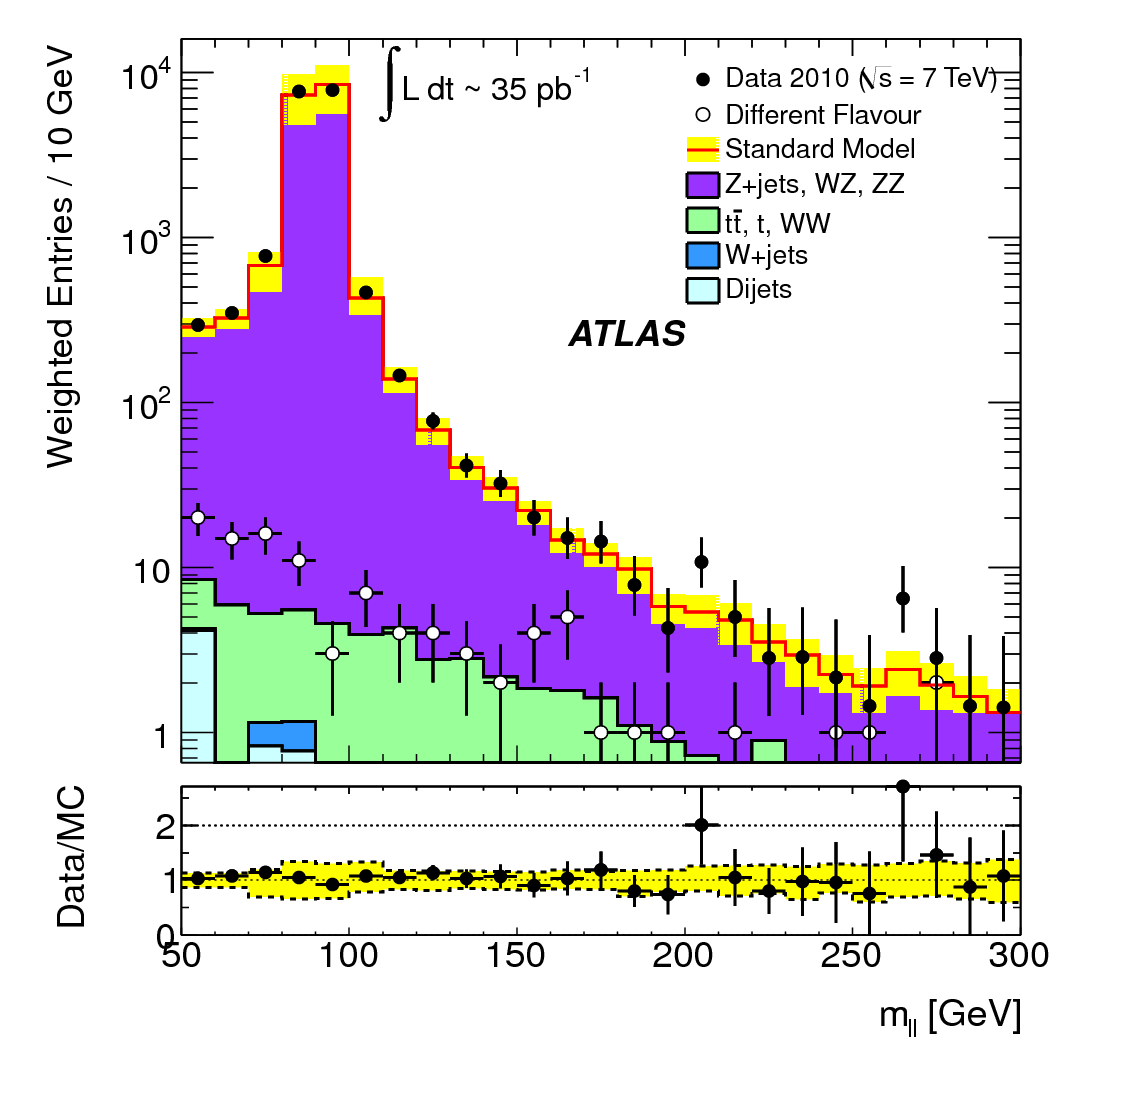 Weighted Entries / 10 GeV
10⁴
10³
10²
10
1
∫ L dt ~ 35 pb⁻¹
Data 2010 (√s = 7 TeV)
Different Flavour
Standard Model
Z+jets, WZ, ZZ
tt̄, t, WW
W+jets
Dijets
ATLAS
Data/MC
2
1
0
50 100 150 200 250 300
m_ll [GeV]